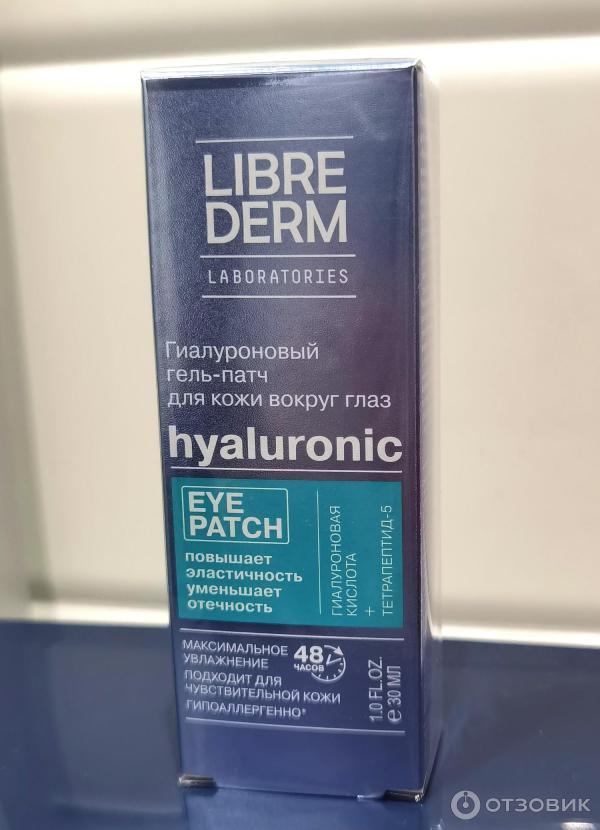 LIBRE
DERM
LABORATORIES
Гиалуроновый
гель-патч
для кожи вокруг глаз
hyaluronic
EYE
PATCH
повышает
эластичность
уменьшает
отечность
ГИАЛУРОНОВАЯ
КИСЛОТА
+
ТЕТРАПЕПТИД-5
МАКСИМАЛЬНОЕ
УВЛАЖНЕНИЕ
48
ЧАСОВ
ПОДХОДИТ ДЛЯ
ЧУВСТВИТЕЛЬНОЙ КОЖИ
ГИПОАЛЛЕРГЕННО*
1.0 FL.OZ.
℮ 30 МЛ
ОТЗОВИК